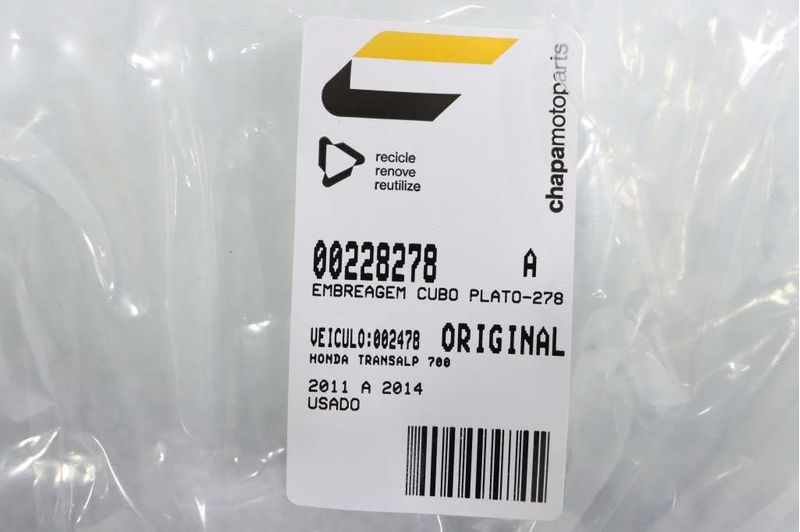 chapamotoparts
recicle
renove
reutilize
00228278 A
EMBREAGEM CUBO PLATO-278
VEICULO:002478 ORIGINAL
HONDA TRANSALP 700
2011 A 2014
USADO